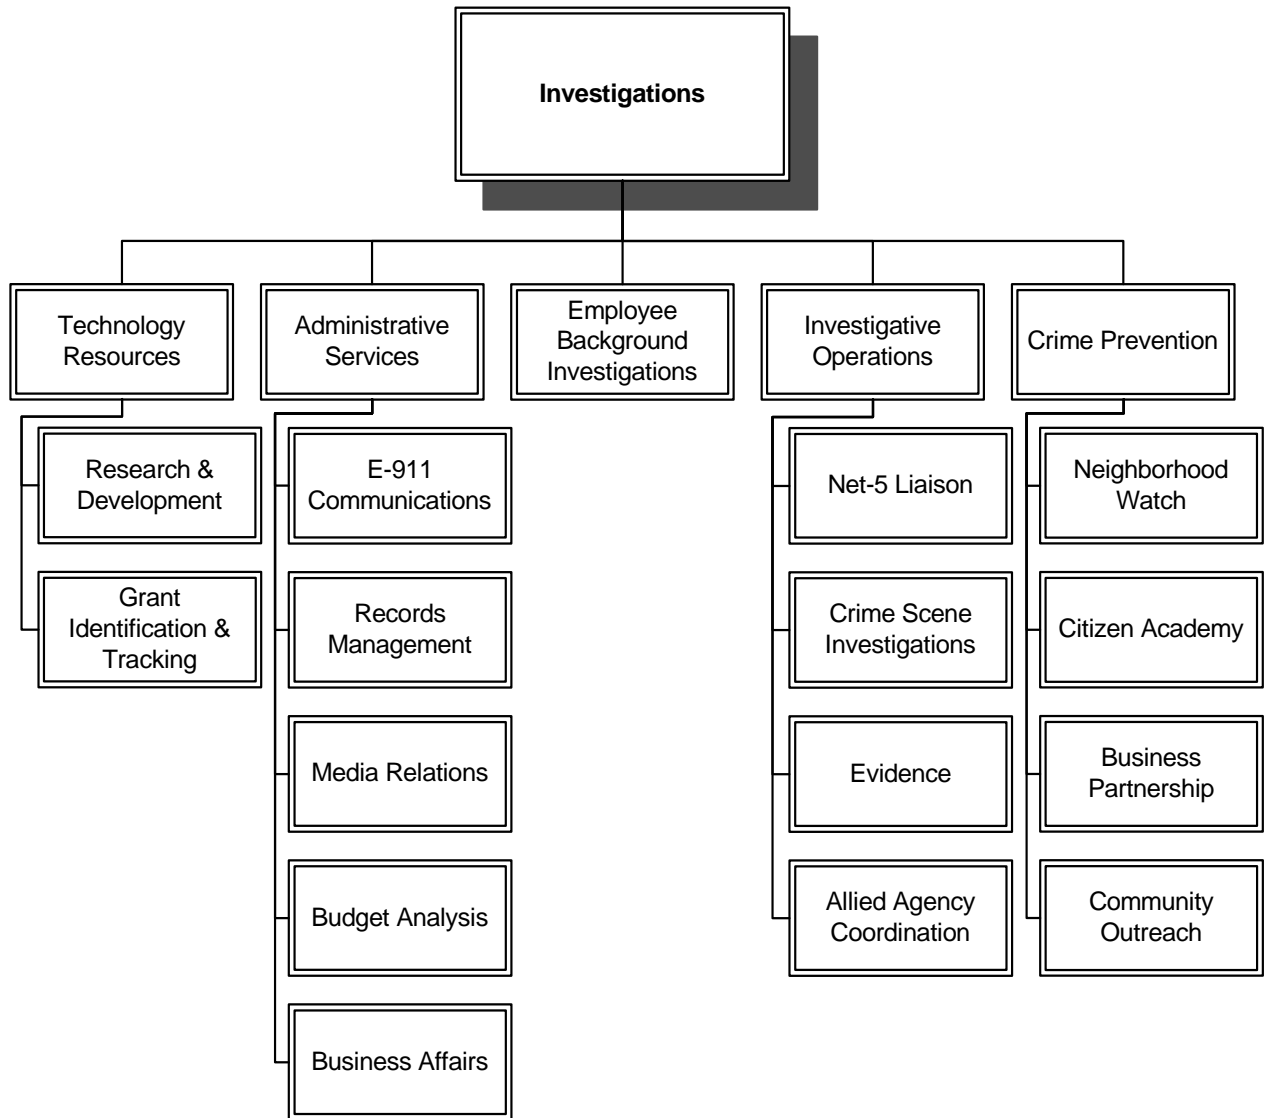 Investigations
Technology
Resources
Administrative
Services
Employee
Background
Investigations
Investigative
Operations
Crime Prevention
Research &
Development
E-911
Communications
Net-5 Liaison
Neighborhood
Watch
Grant
Identification &
Tracking
Records
Management
Crime Scene
Investigations
Citizen Academy
Media Relations
Evidence
Business
Partnership
Budget Analysis
Allied Agency
Coordination
Community
Outreach
Business Affairs